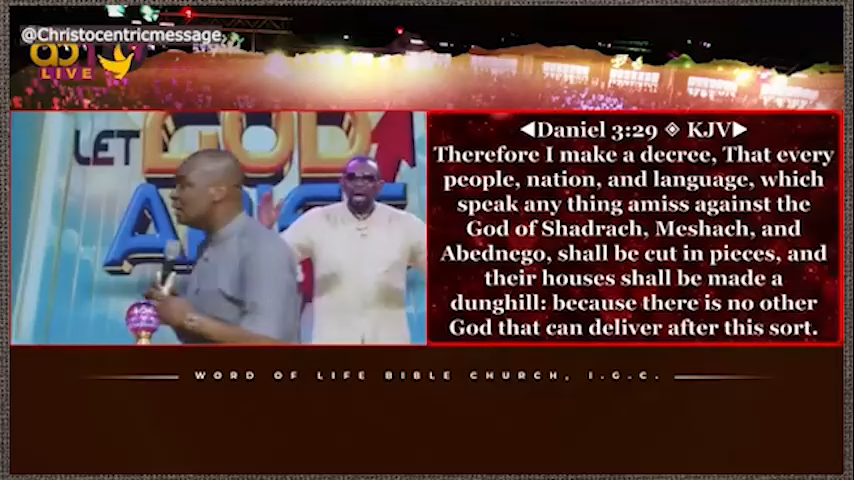 @Christocentricmessage
LIVE
LET
GOD
◀Daniel 3:29 ◈ KJV▶
Therefore I make a decree, That every
people, nation, and language, which
speak any thing amiss against the
God of Shadrach, Meshach, and
Abednego, shall be cut in pieces, and
their houses shall be made a
dunghill: because there is no other
God that can deliver after this sort.
WORD OF LIFE BIBLE CHURCH, I.G.C.